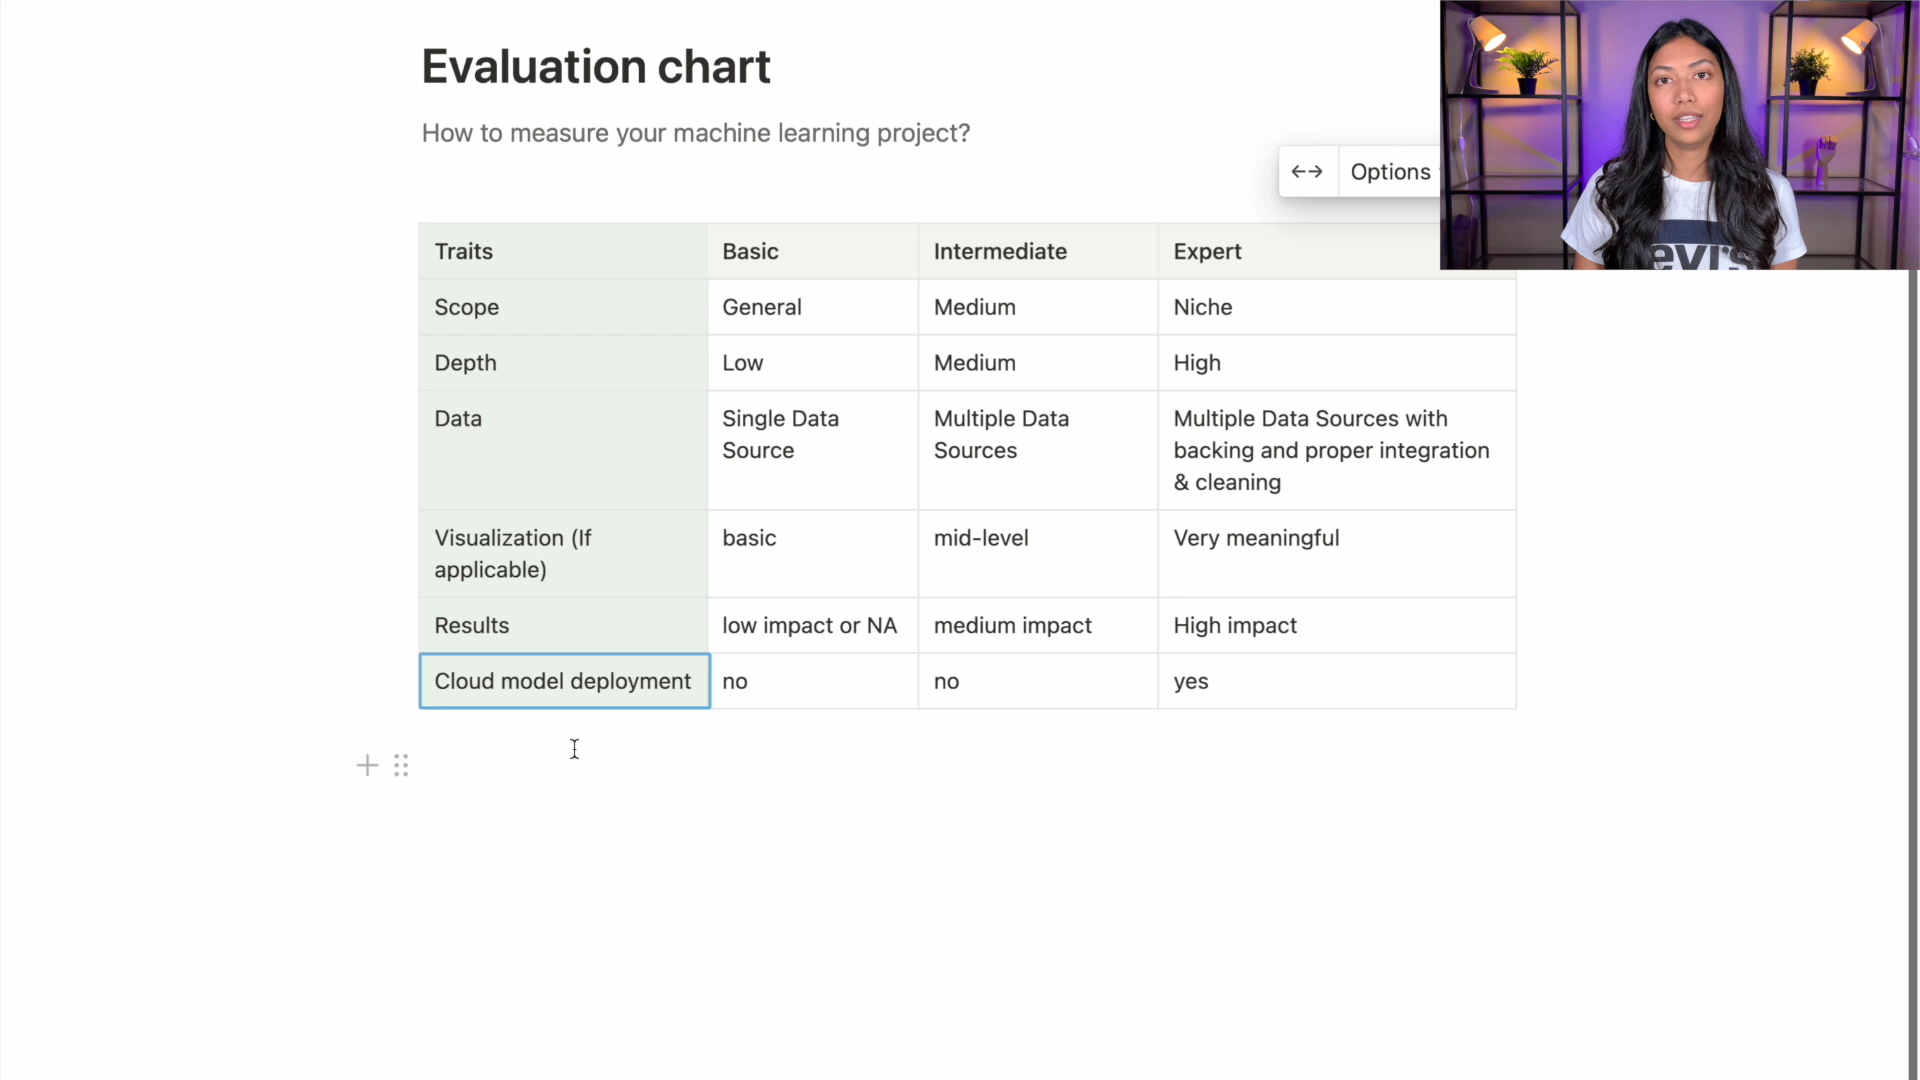 Evaluation chart
How to measure your machine learning project?
Options
Traits Basic Intermediate Expert
Scope General Medium Niche
Depth Low Medium High
Data Single Data Multiple Data Multiple Data Sources with
Source Sources backing and proper integration
& cleaning
Visualization (If basic mid-level Very meaningful
applicable)
Results low impact or NA medium impact High impact
Cloud model deployment no no yes